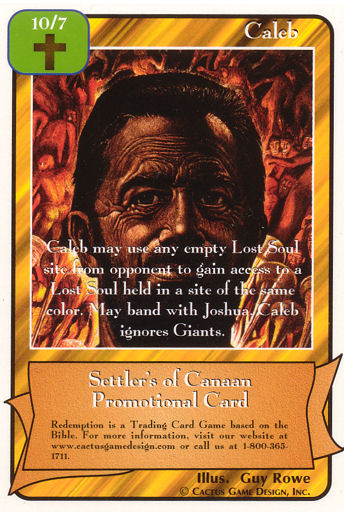 10/7
Caleb
Caleb may use any empty Lost Soul
site from opponent to gain access to a
Lost Soul held in a site of the same
color. May band with Joshua. Caleb
ignores Giants.
Settler's of Canaan
Promotional Card
Redemption is a Trading Card Game based on the
Bible. For more information, visit our website at
www.cactusgamedesign.com or call us at 1-800-365-
1711.
Illus. Guy Rowe
© Cactus Game Design, Inc.